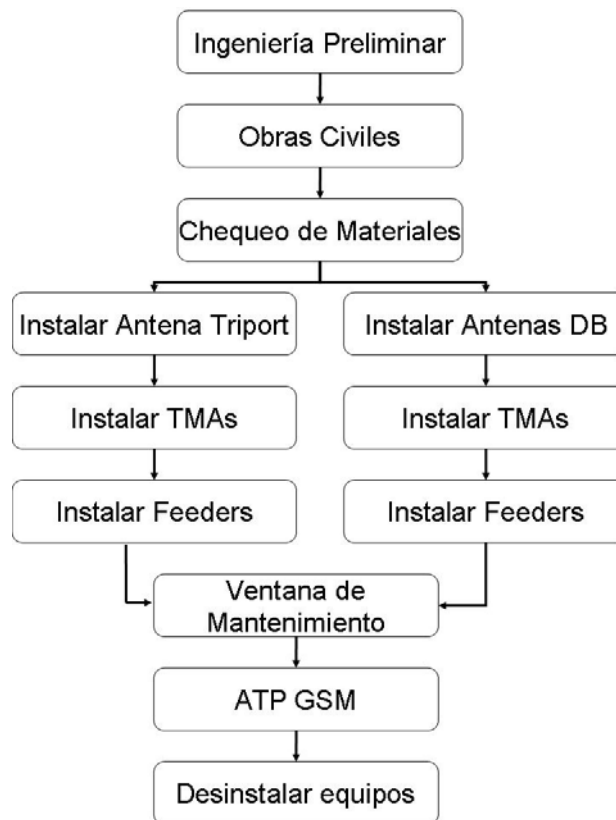 Ingeniería Preliminar
Obras Civiles
Chequeo de Materiales
Instalar Antena Triport
Instalar Antenas DB
Instalar TMAs
Instalar TMAs
Instalar Feeders
Instalar Feeders
Ventana de
Mantenimiento
ATP GSM
Desinstalar equipos